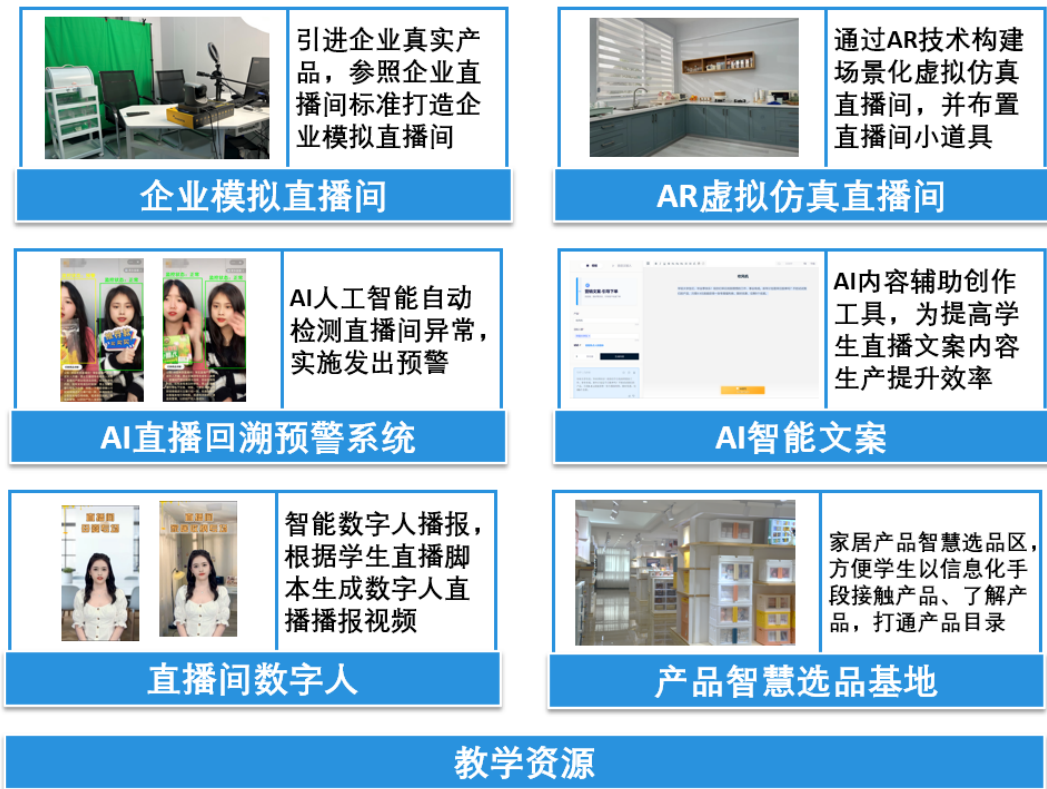 引进企业真实产
品，参照企业直
播间标准打造企
业模拟直播间
企业模拟直播间
通过AR技术构建
场景化虚拟仿真
直播间，并布置
直播间小道具
AR虚拟仿真直播间
AI人工智能自动
检测直播间异常，
实施发出预警
AI直播回溯预警系统
AI内容辅助创作
工具，为提高学
生直播文案内容
生产提升效率
AI智能文案
智能数字人播报，
根据学生直播脚
本生成数字人直
播播报视频
直播间数字人
家居产品智慧选品区，
方便学生以信息化手
段接触产品、了解产
品，打通产品目录
产品智慧选品基地
教学资源